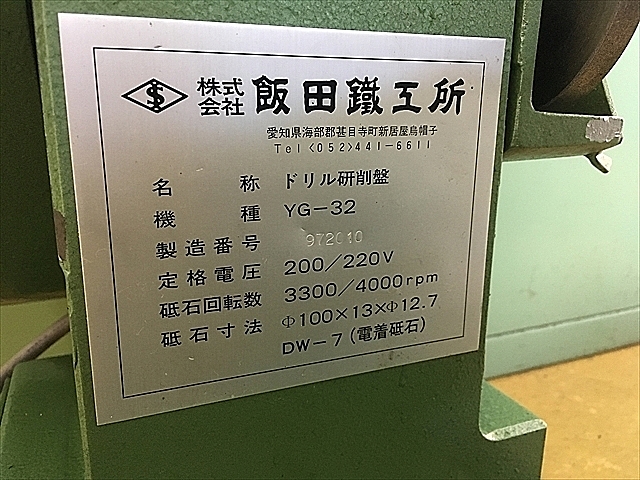 株式会社 飯田鐵工所
愛知県海部郡甚目寺町新居屋鳥帽子
Tel <052>441-6611
名称 ドリル研削盤
機種 YG-32
製造番号 972010
定格電圧 200/220V
砥石回転数 3300/4000rpm
砥石寸法 Φ100×13×Φ12.7
DW-7(電着砥石)